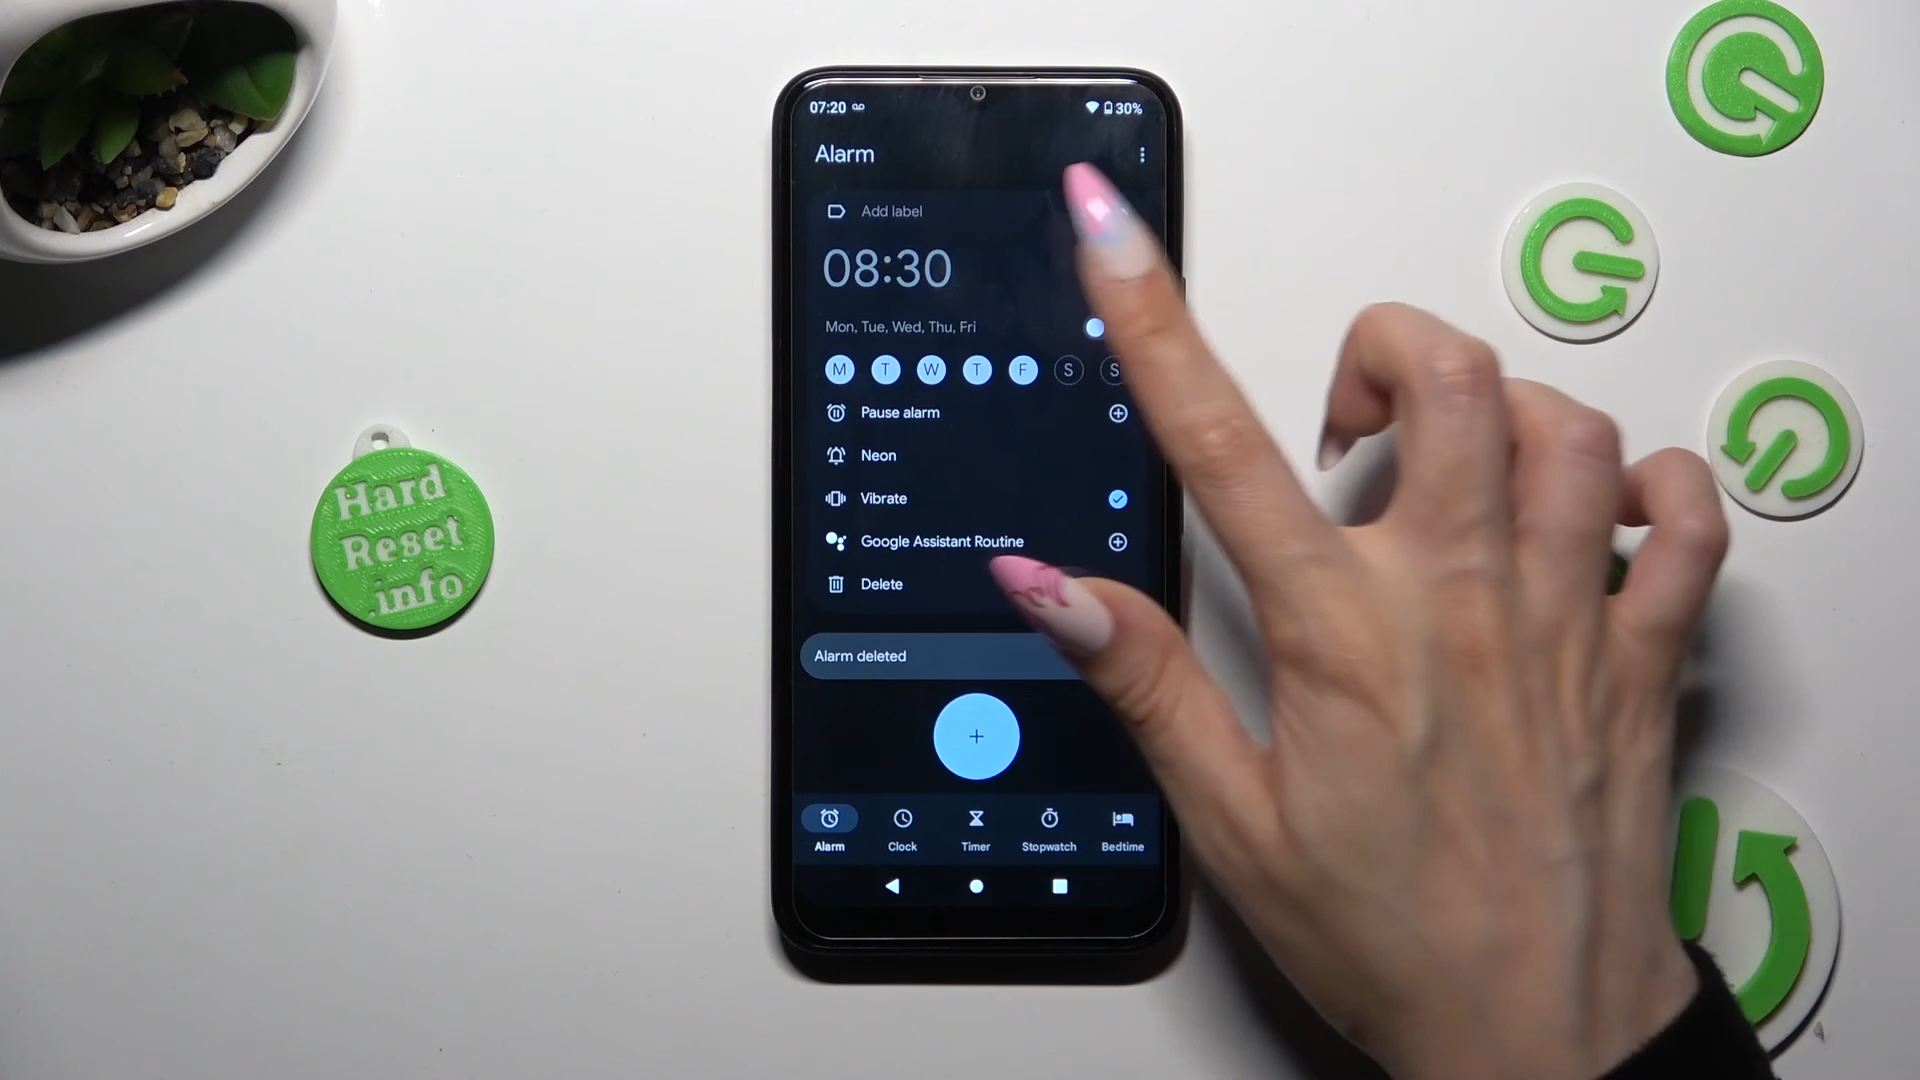 07:20
30%
Alarm
Add label
08:30
Mon, Tue, Wed, Thu, Fri
M T W T F S S
Pause alarm
Neon
Vibrate
Google Assistant Routine
Delete
Alarm deleted
Alarm Clock Timer Stopwatch Bedtime
Hard
Reset
.info